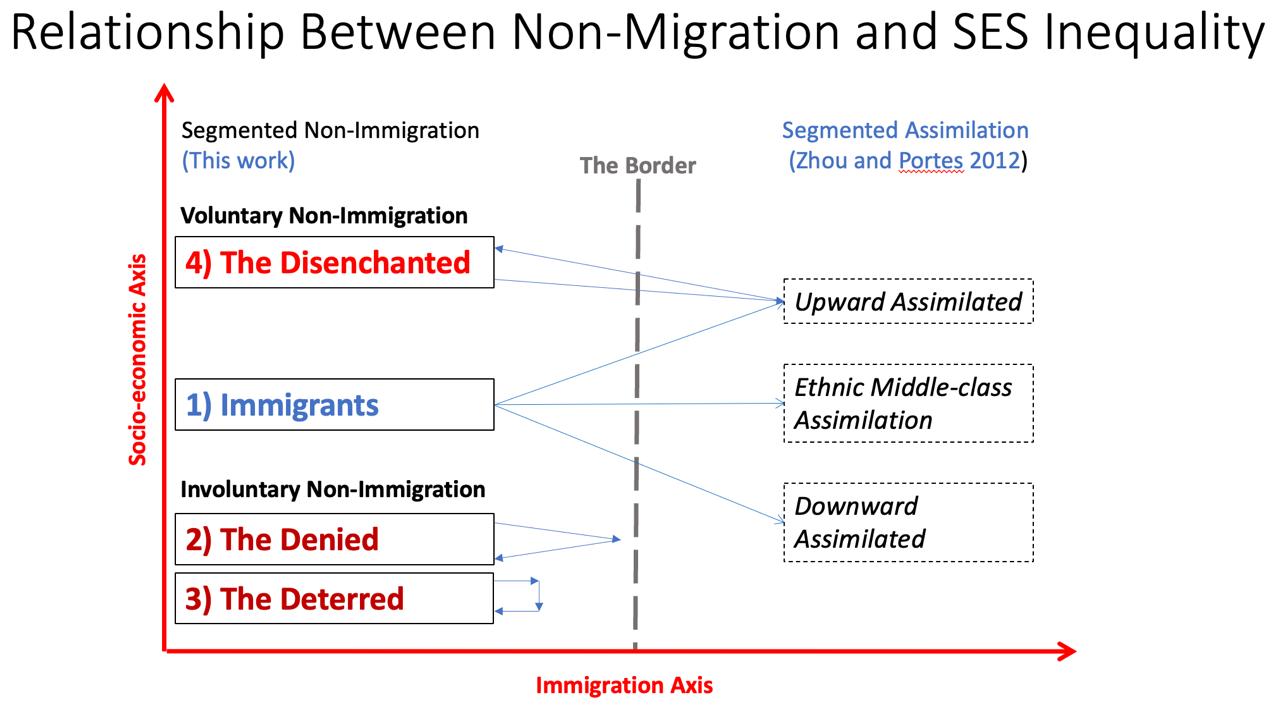 Relationship Between Non-Migration and SES Inequality
Segmented Non-Immigration
(This work)
The Border
Segmented Assimilation
(Zhou and Portes 2012)
Voluntary Non-Immigration
4) The Disenchanted
Upward Assimilated
Socio-economic Axis
1) Immigrants
Ethnic Middle-class
Assimilation
Involuntary Non-Immigration
2) The Denied
Downward
Assimilated
3) The Deterred
Immigration Axis